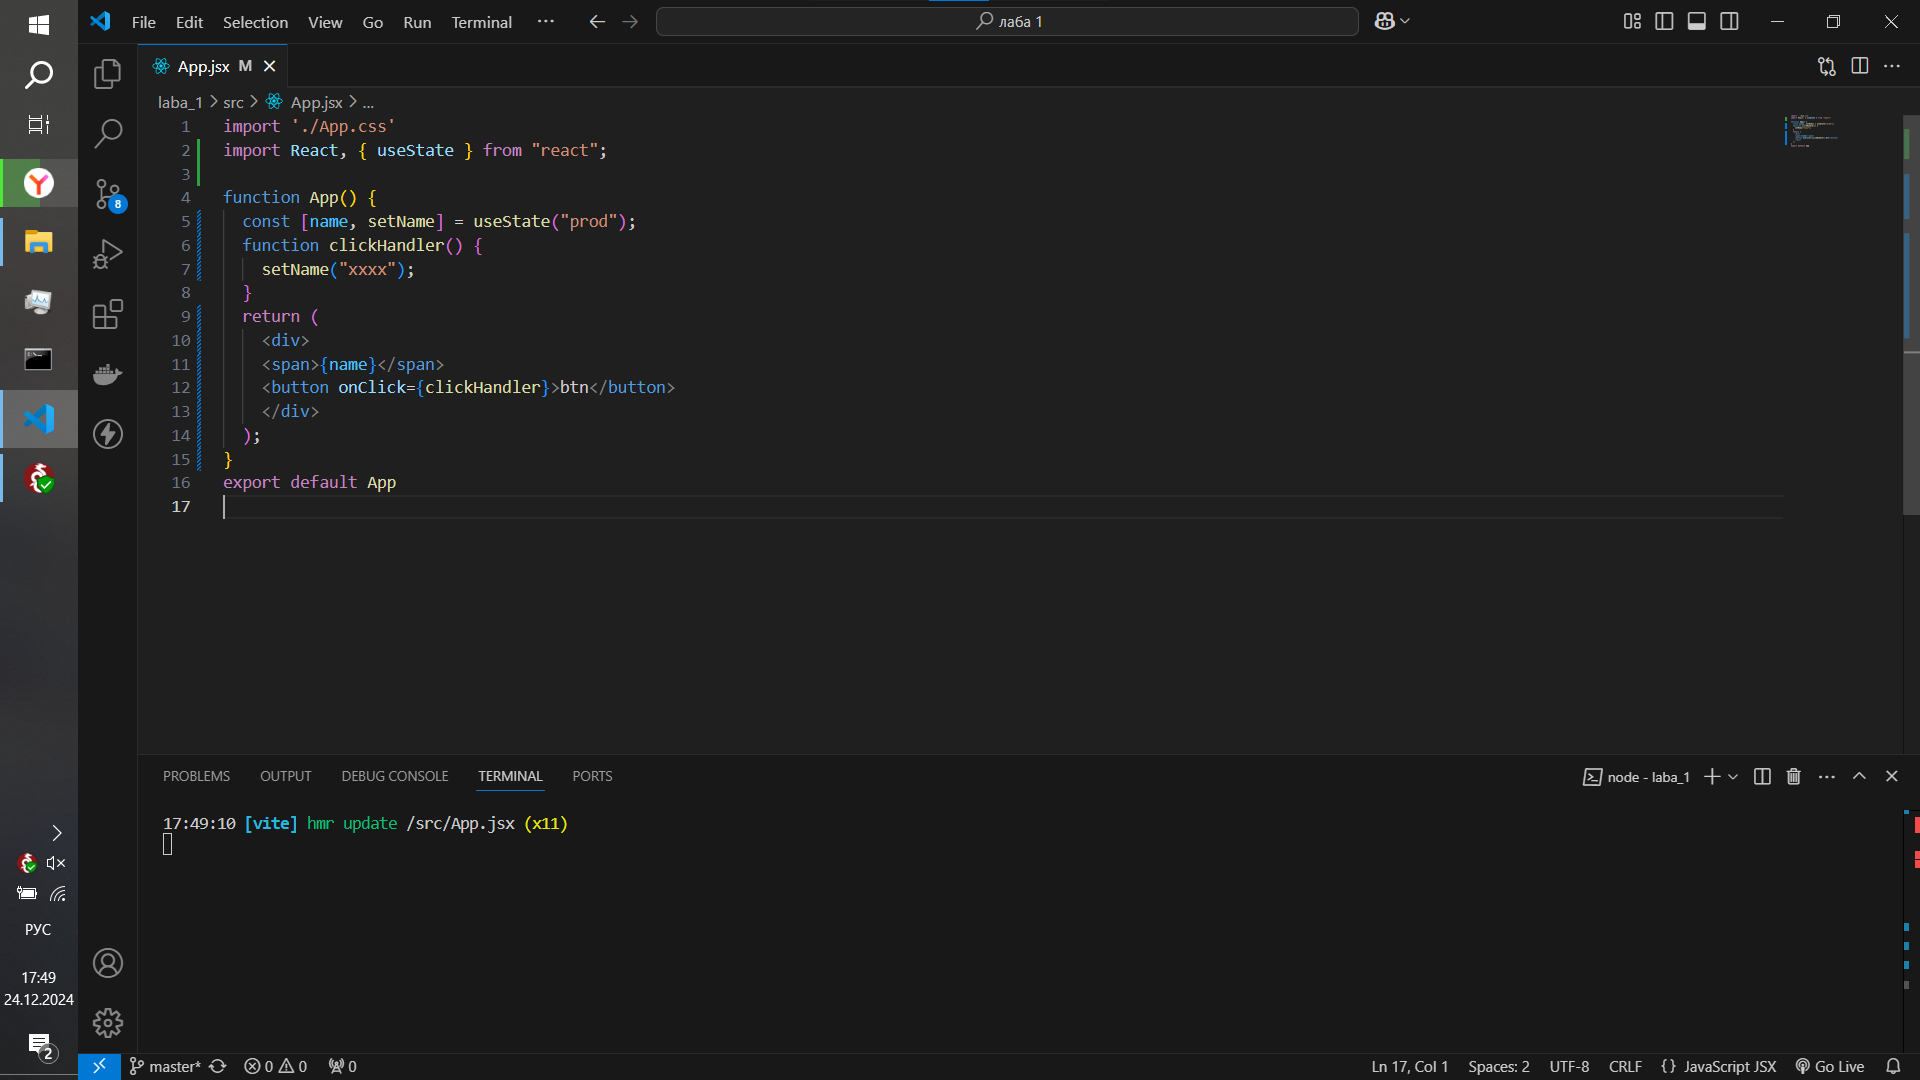 File Edit Selection View Go Run Terminal ··· лаба 1
App.jsx M
laba_1 > src > App.jsx > ...
1 import './App.css'
2 import React, { useState } from "react";
3
4 function App() {
5 const [name, setName] = useState("prod");
6 function clickHandler() {
7 setName("xxxx");
8 }
9 return (
10 <div>
11 <span>{name}</span>
12 <button onClick={clickHandler}>btn</button>
13 </div>
14 );
15 }
16 export default App
17
8
PROBLEMS OUTPUT DEBUG CONSOLE TERMINAL PORTS node - laba_1
17:49:10 [vite] hmr update /src/App.jsx (x11)
РУС
17:49
24.12.2024
2
master* 0 0 0 Ln 17, Col 1 Spaces: 2 UTF-8 CRLF {} JavaScript JSX Go Live